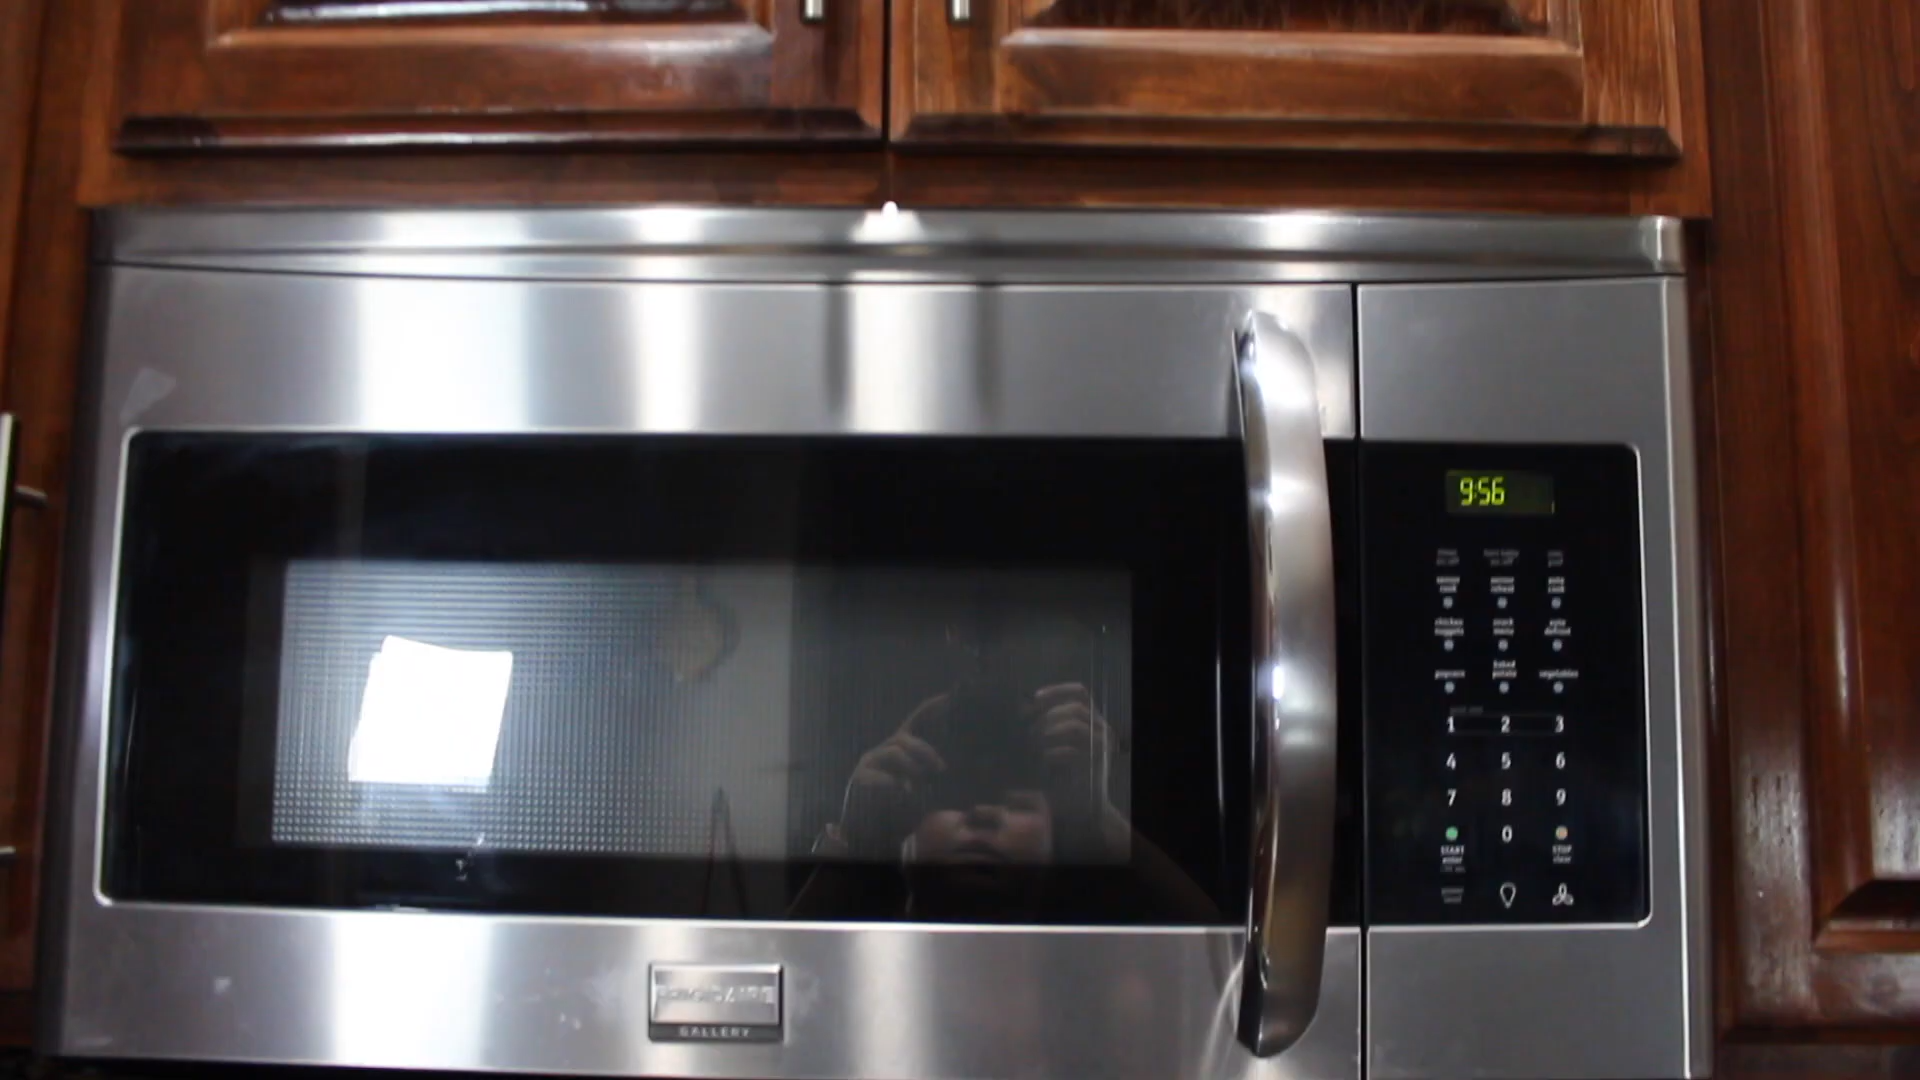 9:56
sensor cook
sensor reheat
auto cook
chicken nuggets
snack menu
auto defrost
popcorn
baked potato
vegetables
1 2 3
4 5 6
7 8 9
0
START enter
STOP clear
FRIGIDAIRE
GALLERY